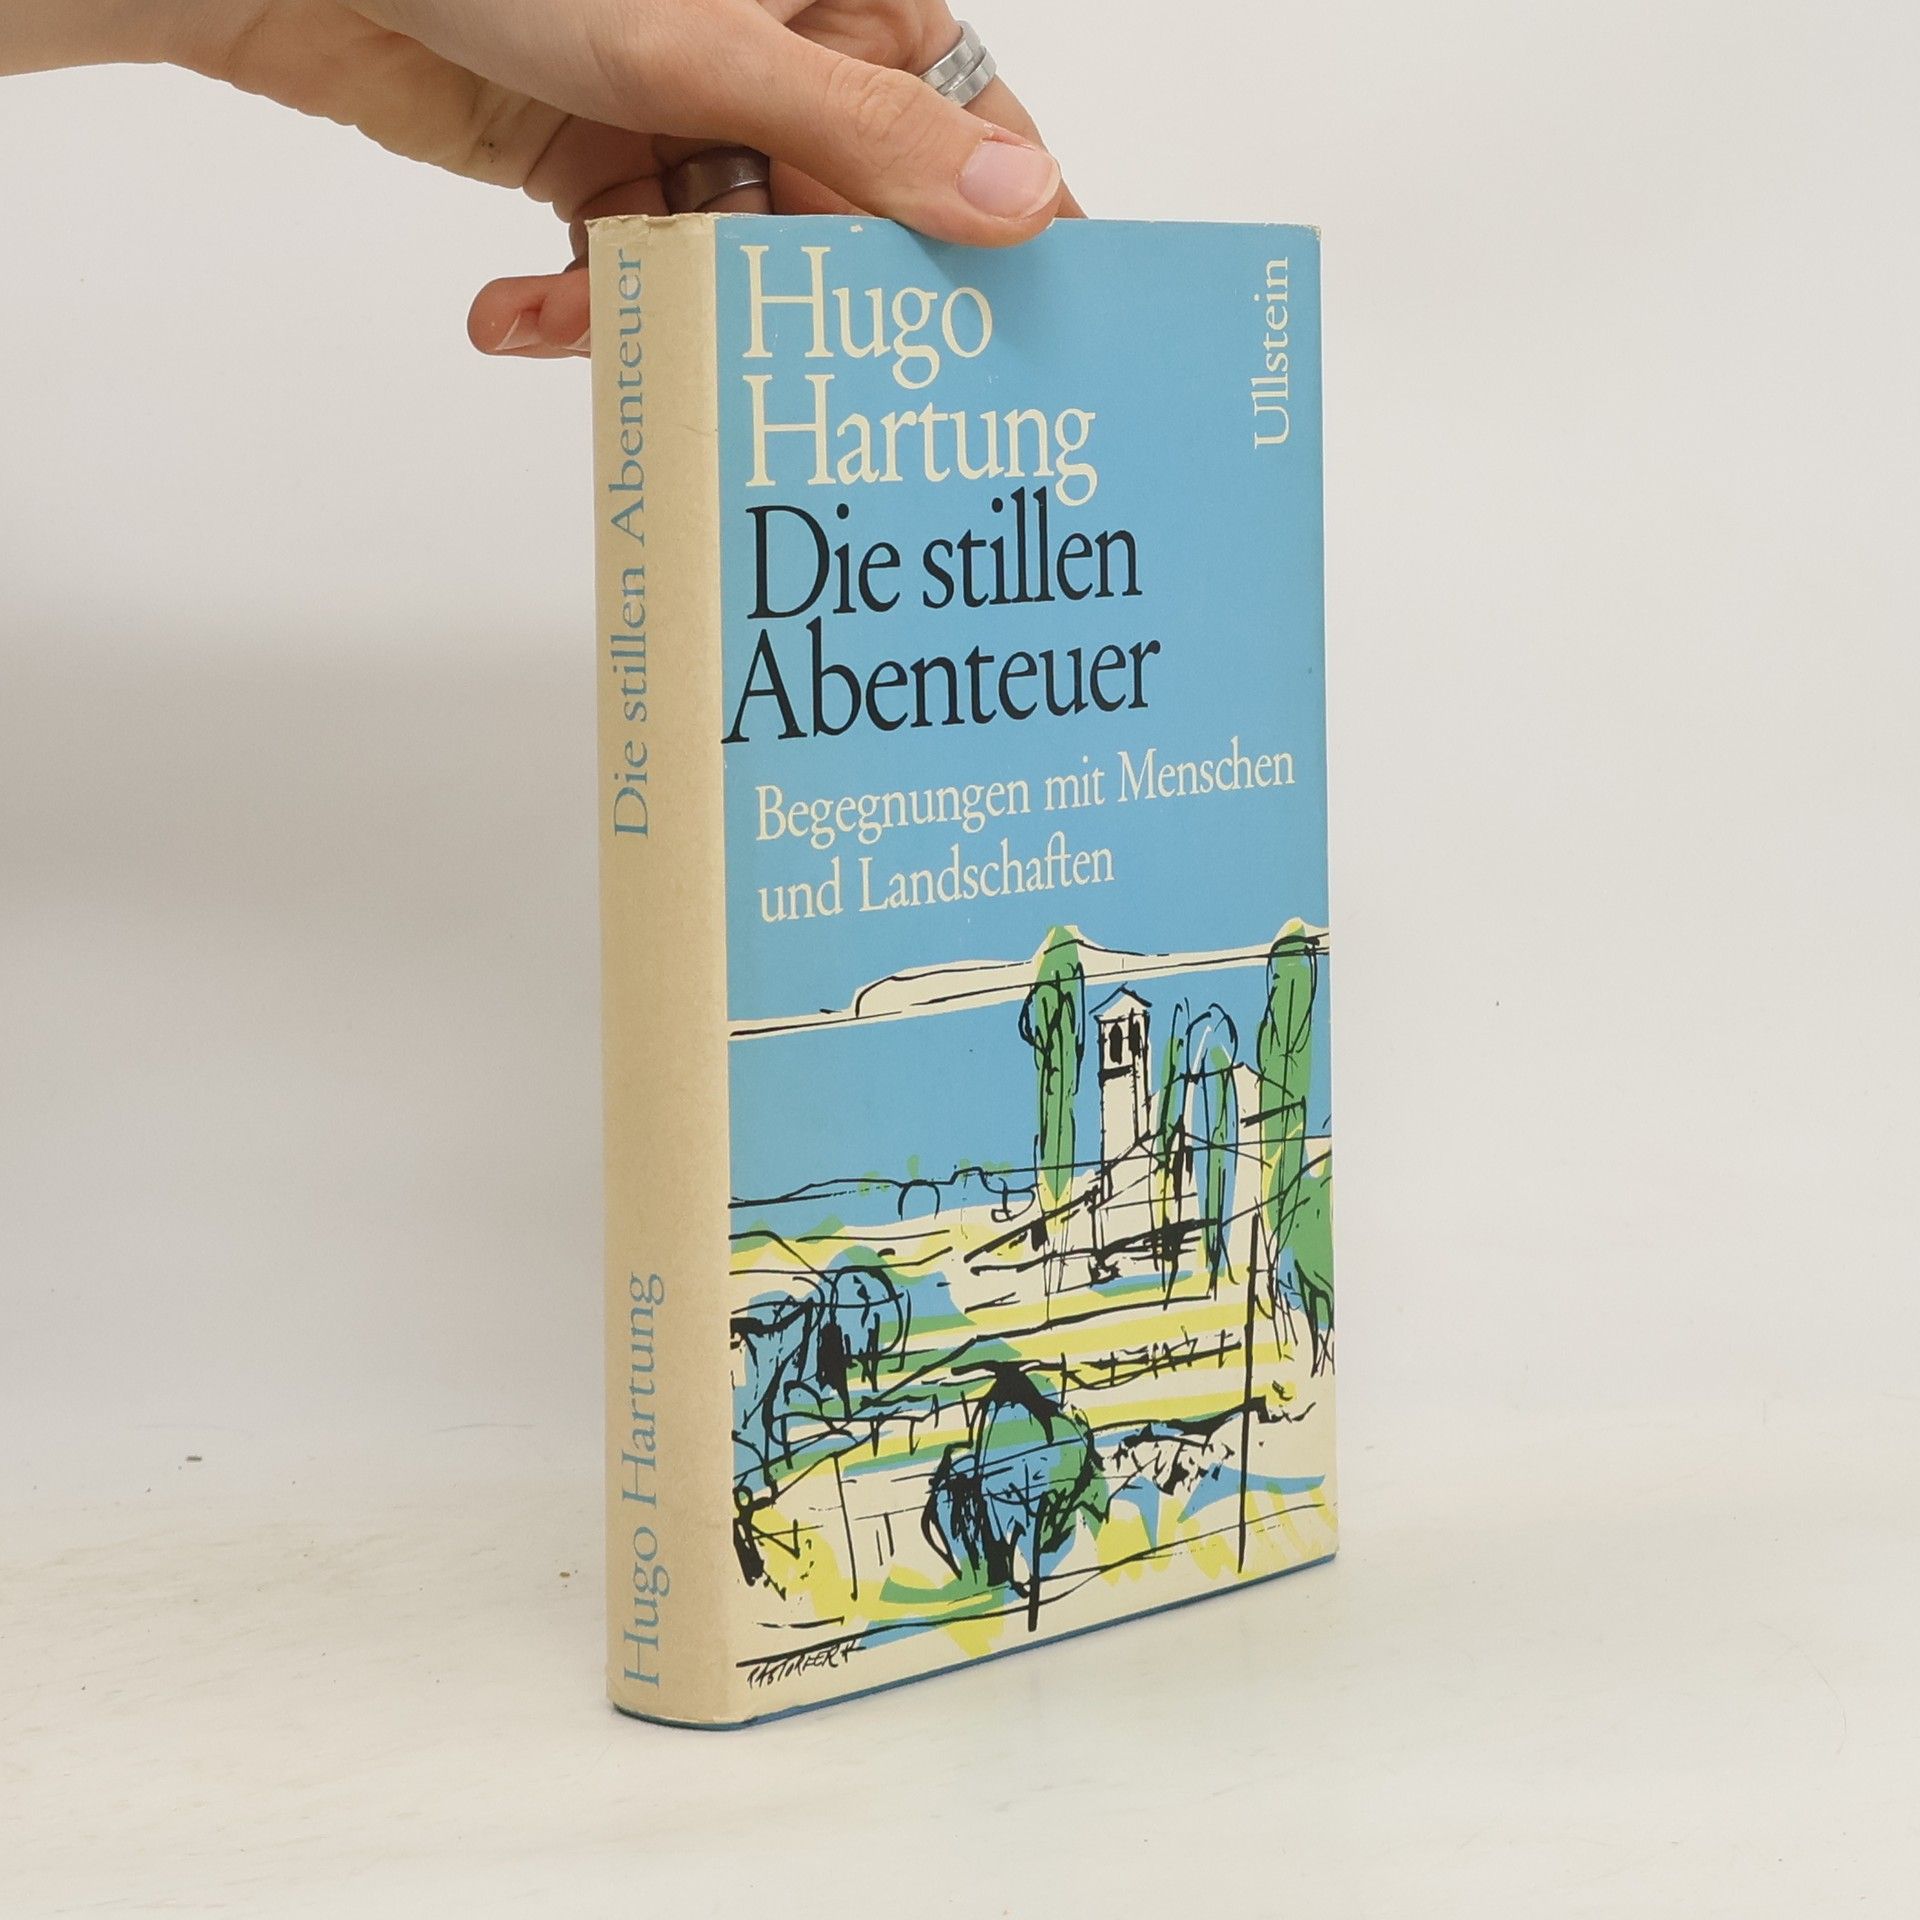 Die stillen Abenteuer
Hugo Hartung
Hugo
Hartung
Die stillen
Abenteuer
Begegnungen mit Menschen
und Landschaften
Ullstein